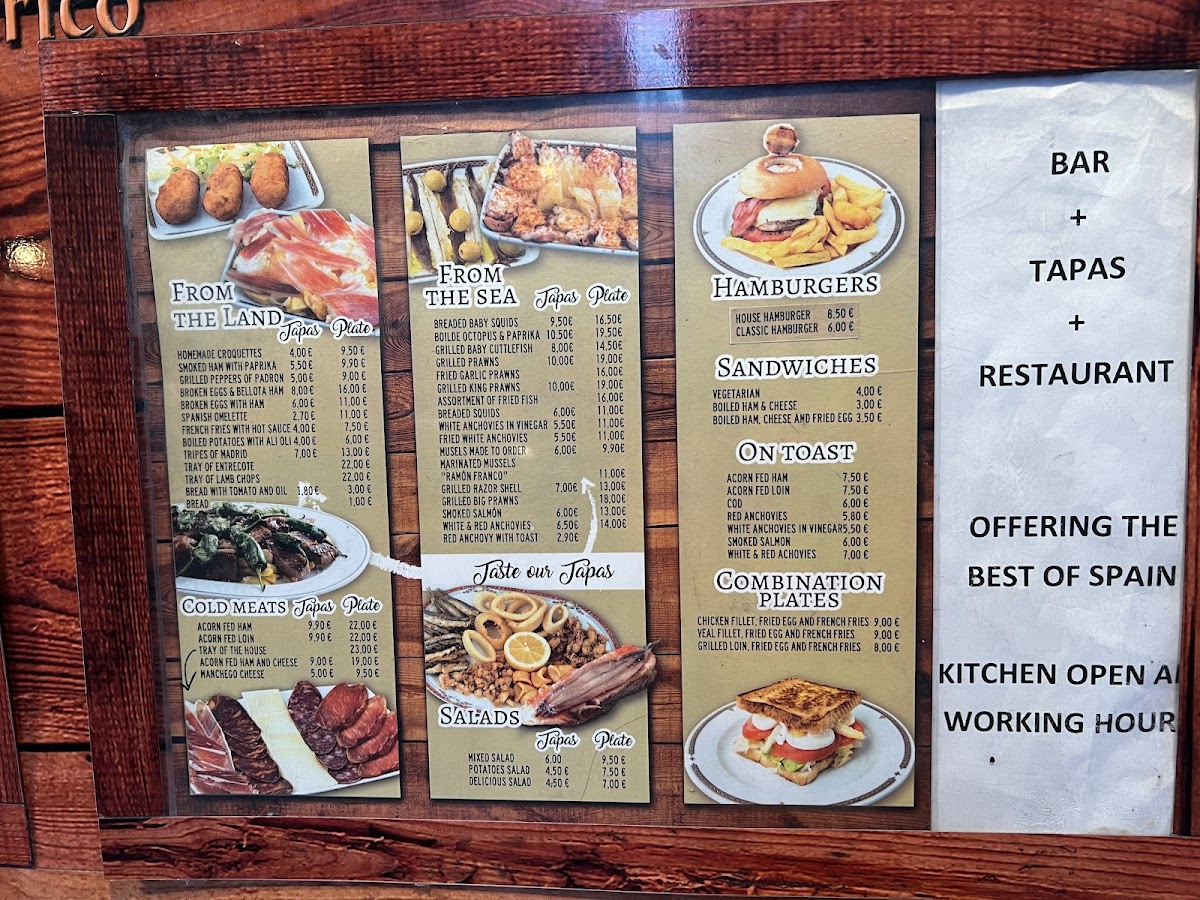 rico
FROM
THE LAND Tapas Plate
HOMEMADE CROQUETTES 4,00 € 9,50 €
SMOKED HAM WITH PAPRIKA 5,50 € 9,90 €
GRILLED PEPPERS OF PADRON 5,00 € 9,00 €
BROKEN EGGS & BELLOTA HAM 8,00 € 16,00 €
BROKEN EGGS WITH HAM 6,00 € 11,00 €
SPANISH OMELETTE 2,70 € 11,00 €
FRENCH FRIES WITH HOT SAUCE 4,00 € 7,50 €
BOILED POTATOES WITH ALI OLI 4,00 € 6,00 €
TRIPES OF MADRID 7,00 € 13,00 €
TRAY OF ENTRECOTE 22,00 €
TRAY OF LAMB CHOPS 22,00 €
BREAD WITH TOMATO AND OIL 1,80 € 3,00 €
BREAD 1,00 €
COLD MEATS Tapas Plate
ACORN FED HAM 9,90 € 22,00 €
ACORN FED LOIN 9,90 € 22,00 €
TRAY OF THE HOUSE 23,00 €
ACORN FED HAM AND CHEESE 9,00 € 19,00 €
MANCHEGO CHEESE 5,00 € 9,50 €
FROM
THE SEA Tapas Plate
BREADED BABY SQUIDS 9,50€ 16,50€
BOILDE OCTOPUS & PAPRIKA 10,50€ 19,50€
GRILLED BABY CUTTLEFISH 8,00€ 14,50€
GRILLED PRAWNS 10,00€ 19,00€
FRIED GARLIC PRAWNS 16,00€
GRILLED KING PRAWNS 10,00€ 19,00€
ASSORTMENT OF FRIED FISH 16,00€
BREADED SQUIDS 6,00€ 11,00€
WHITE ANCHOVIES IN VINEGAR 5,50€ 11,00€
FRIED WHITE ANCHOVIES 5,50€ 11,00€
MUSELS MADE TO ORDER 6,00€ 9,90€
MARINATED MUSSELS
"RAMÓN FRANCO" 11,00€
GRILLED RAZOR SHELL 7,00€ 13,00€
GRILLED BIG PRAWNS 18,00€
SMOKED SALMÓN 6,00€ 13,00€
WHITE & RED ANCHOVIES 6,50€ 14,00€
RED ANCHOVY WITH TOAST 2,90€
Taste our Tapas
SALADS
Tapas Plate
MIXED SALAD 6,00 9,50 €
POTATOES SALAD 4,50 € 7,50 €
DELICIOUS SALAD 4,50 € 7,00 €
HAMBURGERS
HOUSE HAMBURGER 8,50 €
CLASSIC HAMBURGER 6,00 €
SANDWICHES
VEGETARIAN 4,00 €
BOILED HAM & CHEESE 3,00 €
BOILED HAM, CHEESE AND FRIED EGG 3,50 €
ON TOAST
ACORN FED HAM 7,50 €
ACORN FED LOIN 7,50 €
COD 6,00 €
RED ANCHOVIES 5,80 €
WHITE ANCHOVIES IN VINEGAR 5,50 €
SMOKED SALMON 6,00 €
WHITE & RED ACHOVIES 7,00 €
COMBINATION
PLATES
CHICKEN FILLET, FRIED EGG AND FRENCH FRIES 9,00 €
VEAL FILLET, FRIED EGG AND FRENCH FRIES 9,00 €
GRILLED LOIN, FRIED EGG AND FRENCH FRIES 8,00 €
BAR
+
TAPAS
+
RESTAURANT
OFFERING THE
BEST OF SPAIN
KITCHEN OPEN A
WORKING HOUR